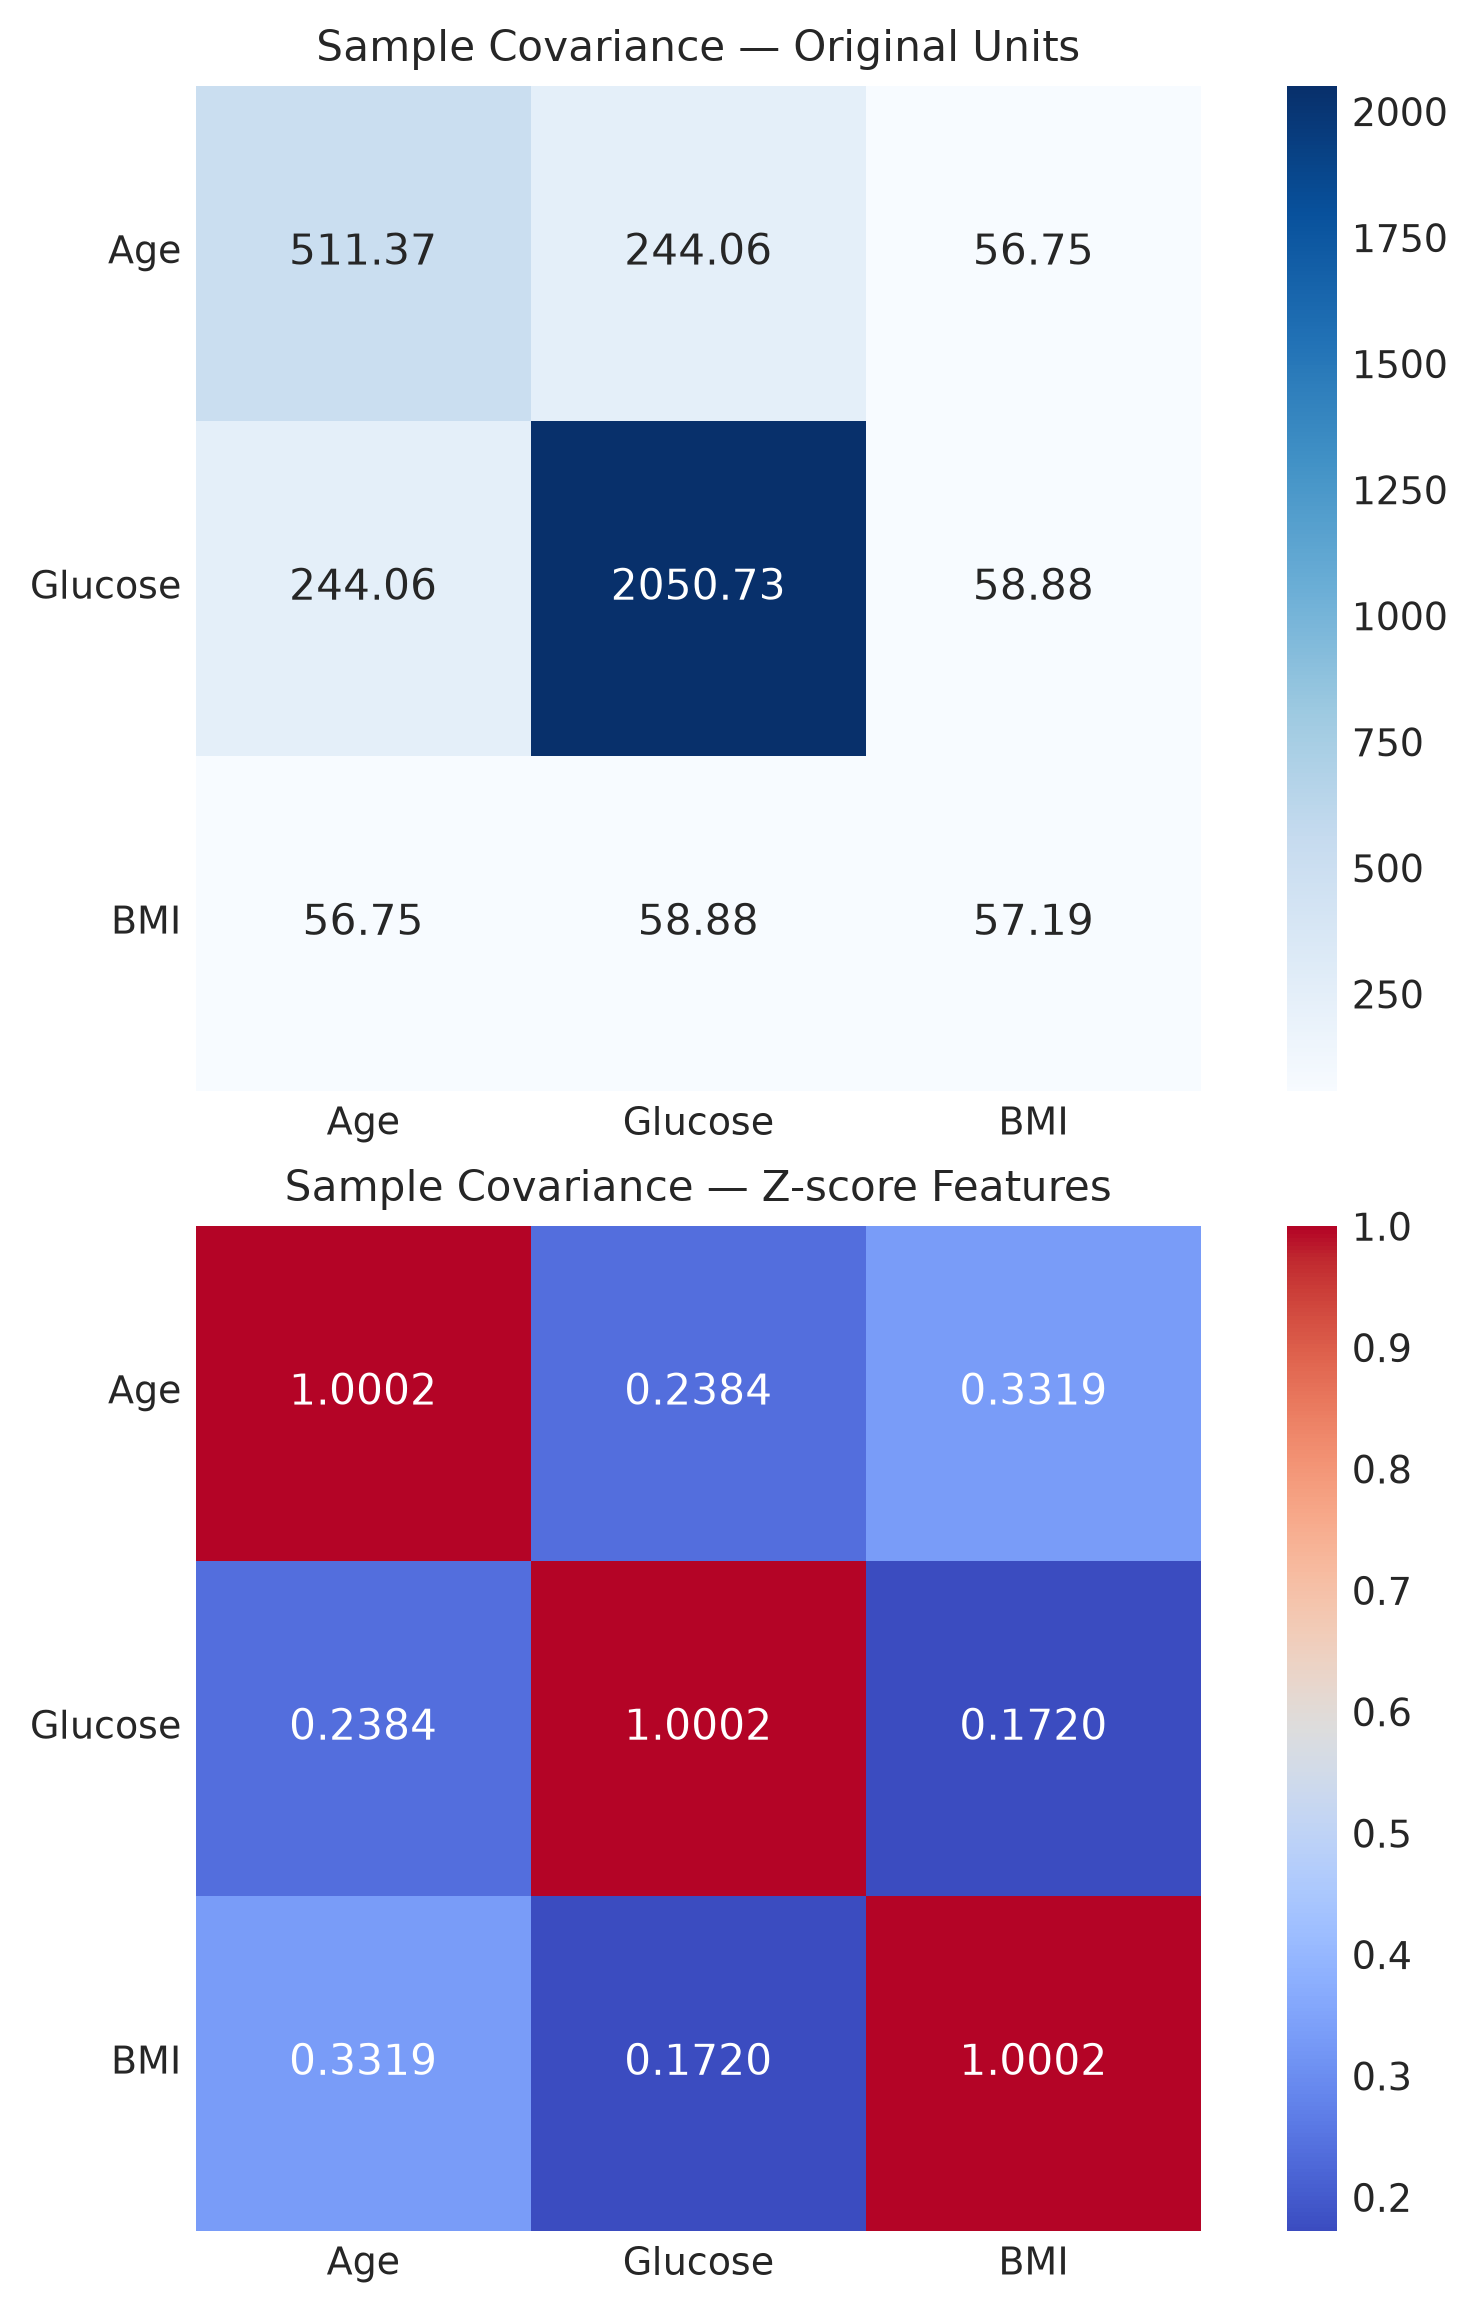 Sample Covariance — Original Units
2000
Age 511.37 244.06 56.75
1750
1500
1250
Glucose 244.06 2050.73 58.88
1000
750
500
BMI 56.75 58.88 57.19
250
Age Glucose BMI
Sample Covariance — Z-score Features
1.0
0.9
Age 1.0002 0.2384 0.3319
0.8
0.7
Glucose 0.2384 1.0002 0.1720
0.6
0.5
0.4
BMI 0.3319 0.1720 1.0002
0.3
0.2
Age Glucose BMI